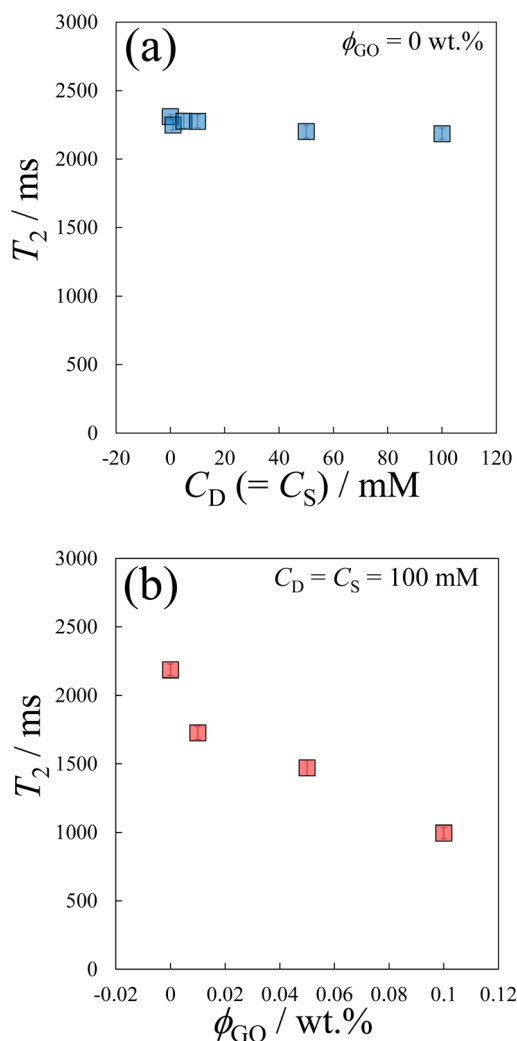 (a)
ϕGO = 0 wt.%
3000
2500
2000
1500
1000
500
0
T2 / ms
-20 0 20 40 60 80 100 120
CD (= CS) / mM
(b)
CD = CS = 100 mM
3000
2500
2000
1500
1000
500
0
T2 / ms
-0.02 0 0.02 0.04 0.06 0.08 0.1 0.12
ϕGO / wt.%